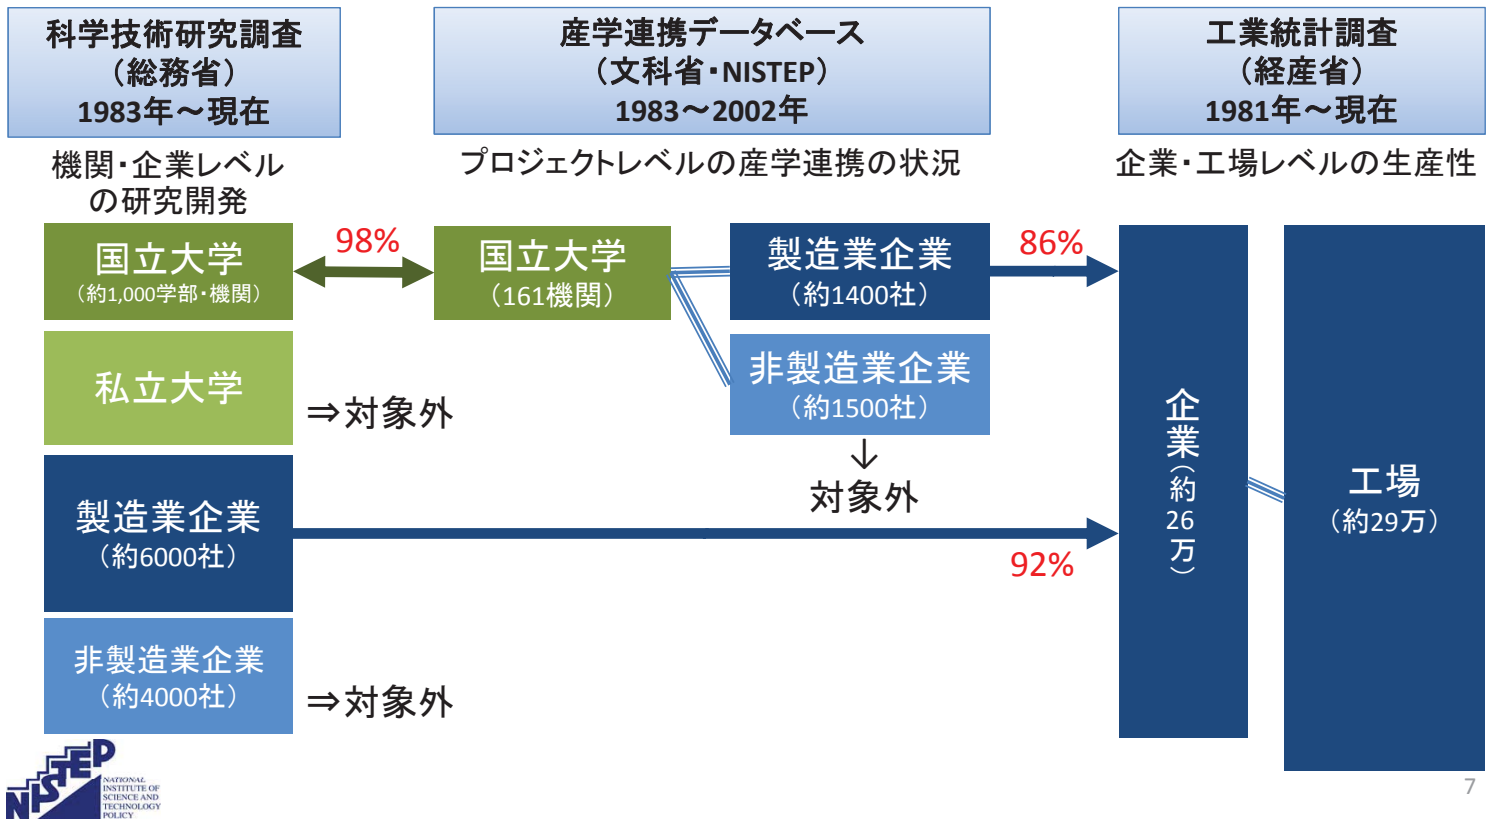 科学技術研究調査
（総務省）
1983年～現在
産学連携データベース
（文科省・NISTEP）
1983～2002年
工業統計調査
（経産省）
1981年～現在
機関・企業レベル
の研究開発
プロジェクトレベルの産学連携の状況
企業・工場レベルの生産性
国立大学
（約1,000学部・機関）
98%
国立大学
（161機関）
製造業企業
（約1400社）
86%
私立大学
⇒対象外
非製造業企業
（約1500社）
↓
対象外
製造業企業
（約6000社）
92%
企業（約26万）
工場
（約29万）
非製造業企業
（約4000社）
⇒対象外
NISTEP
NATIONAL
INSTITUTE OF
SCIENCE AND
TECHNOLOGY
POLICY
7